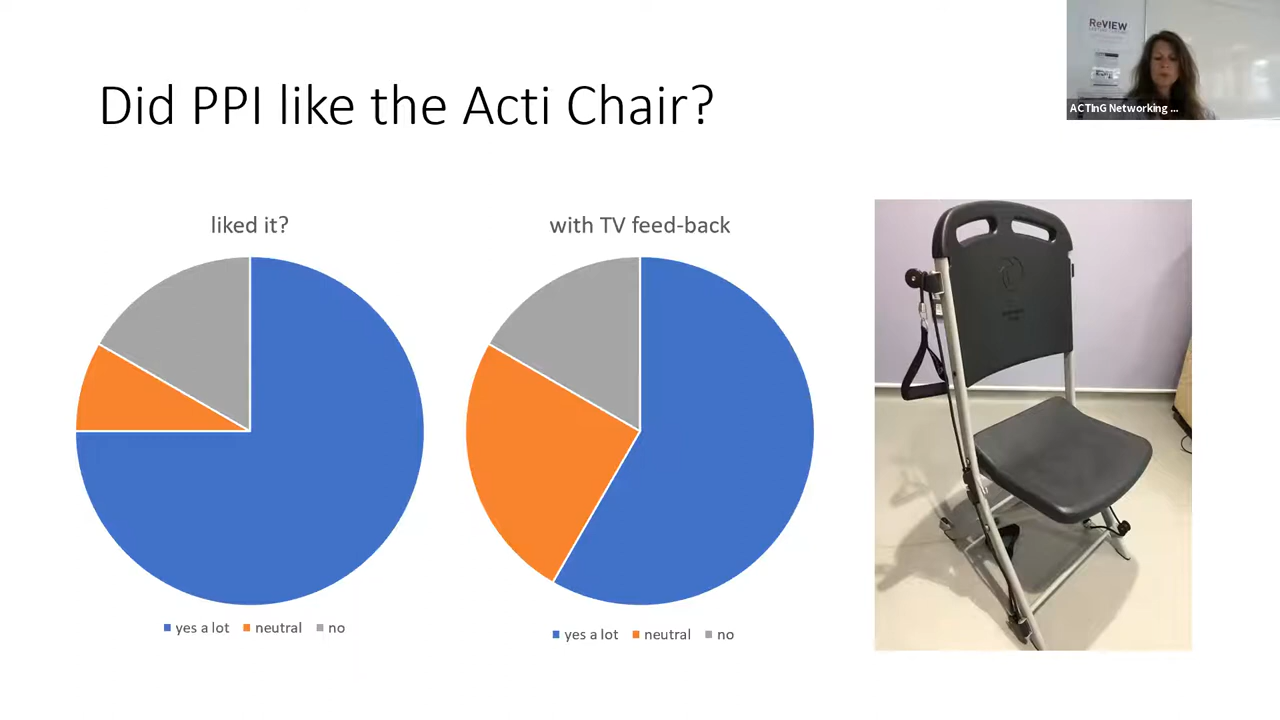 Did PPI like the Acti Chair?
ReVIEW
ACTInG Networking ...
liked it?
with TV feed-back
yes a lot neutral no
yes a lot neutral no